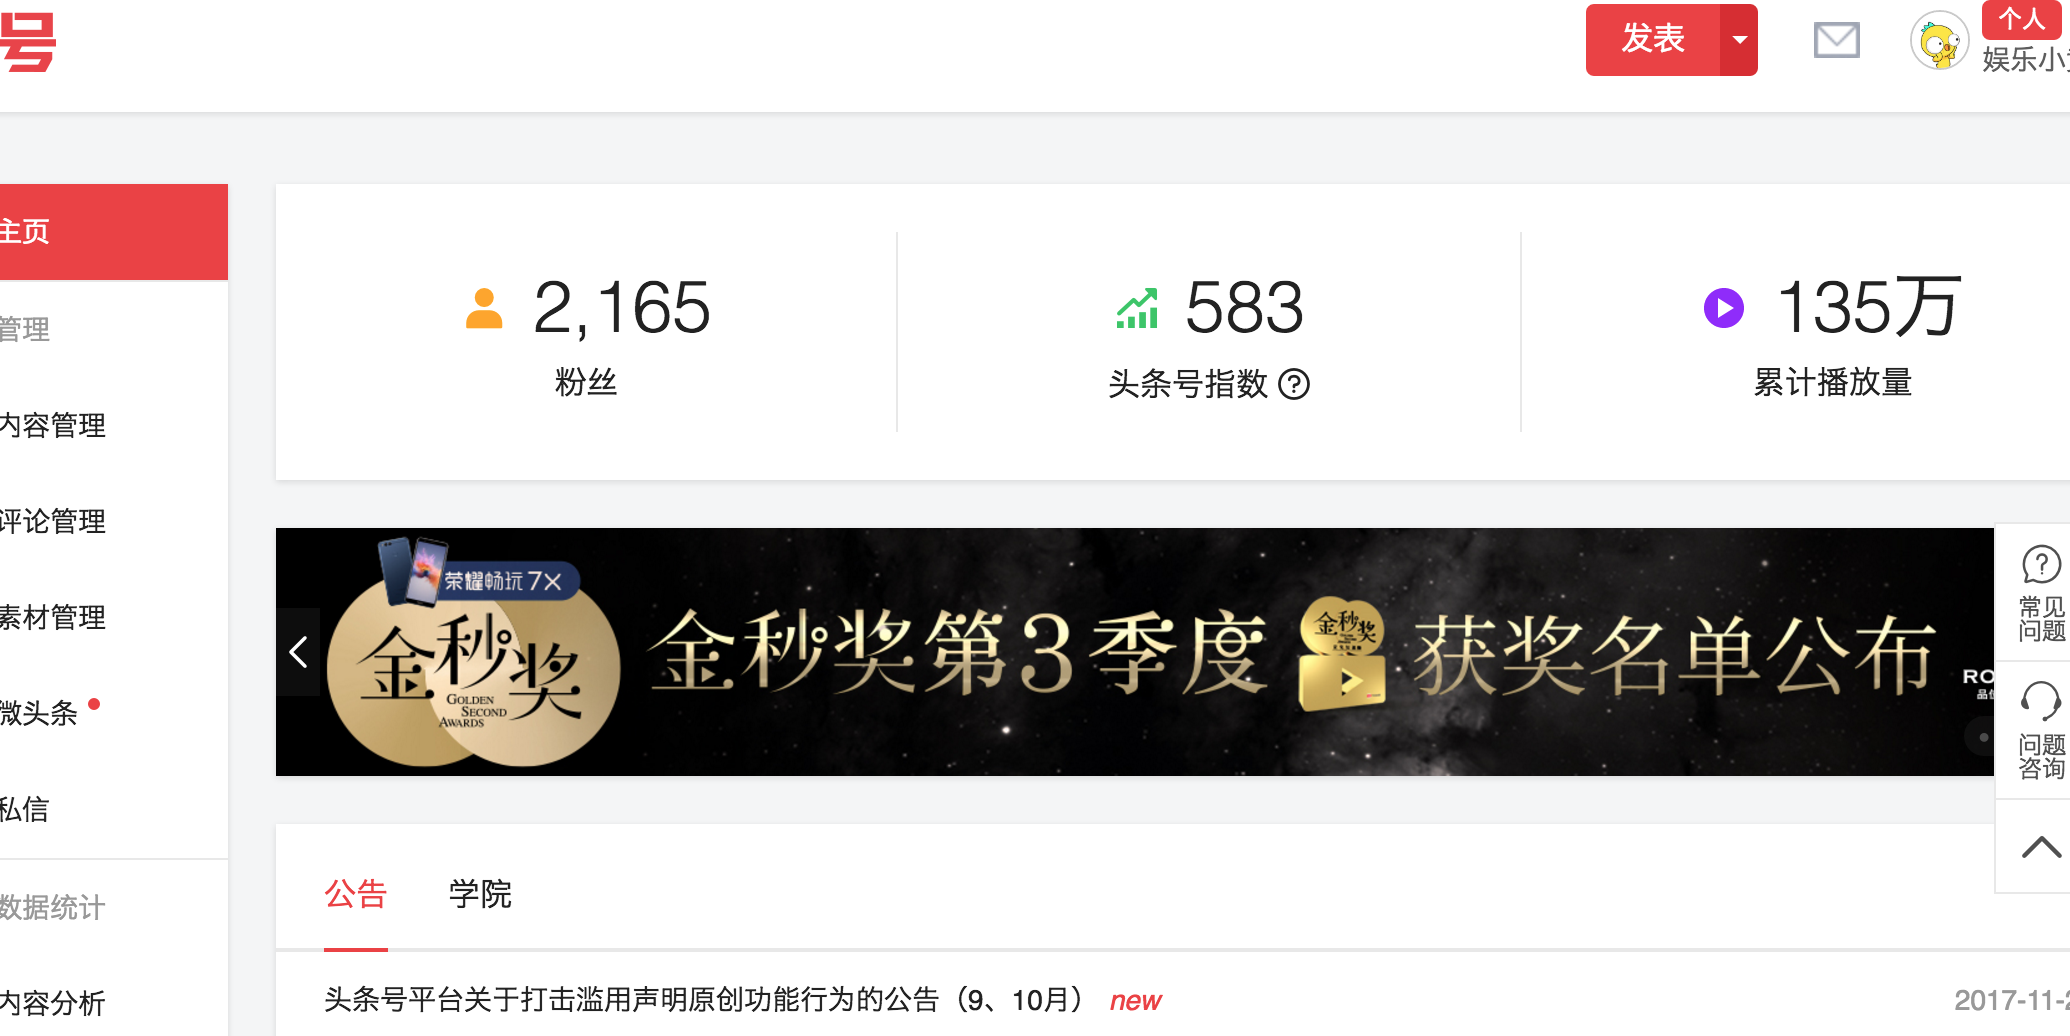 号
发表
个人
娱乐小
主页
管理
内容管理
评论管理
素材管理
微头条
私信
数据统计
内容分析
2,165
粉丝
583
头条号指数
135万
累计播放量
荣耀畅玩 7X
金秒奖
GOLDEN
SECOND
AWARDS
金秒奖第3季度
金秒奖
获奖名单公布
RO
常见
问题
问题
咨询
公告
学院
头条号平台关于打击滥用声明原创功能行为的公告（9、10月） new
2017-11-